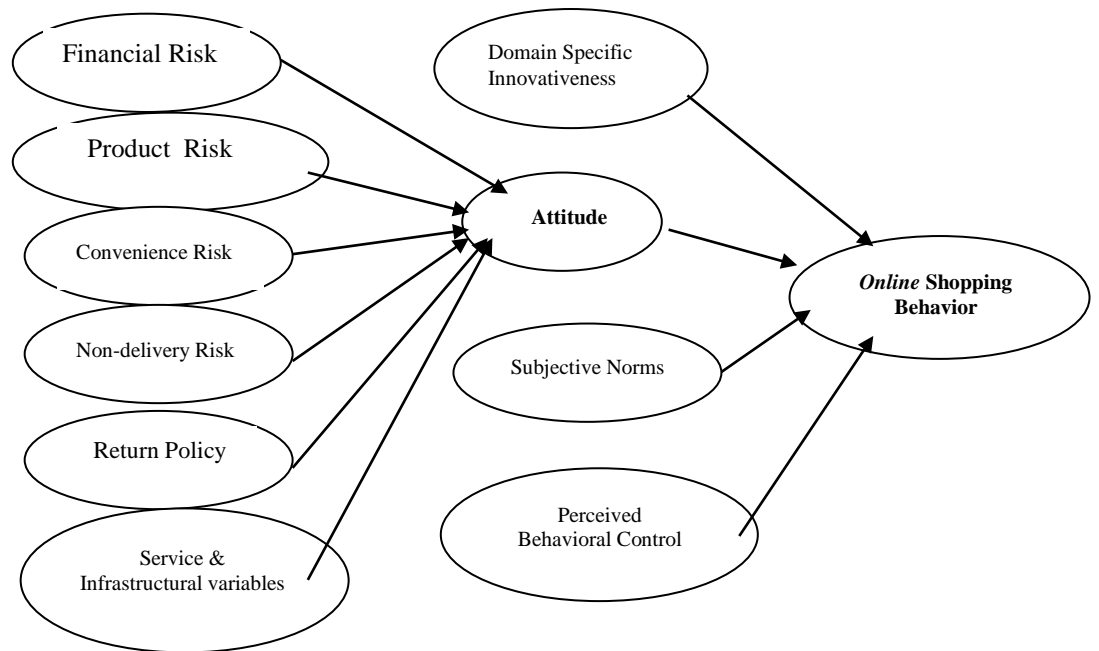 Financial Risk
Product Risk
Convenience Risk
Non-delivery Risk
Return Policy
Service &
Infrastructural variables
Domain Specific
Innovativeness
Attitude
Subjective Norms
Perceived
Behavioral Control
Online Shopping
Behavior